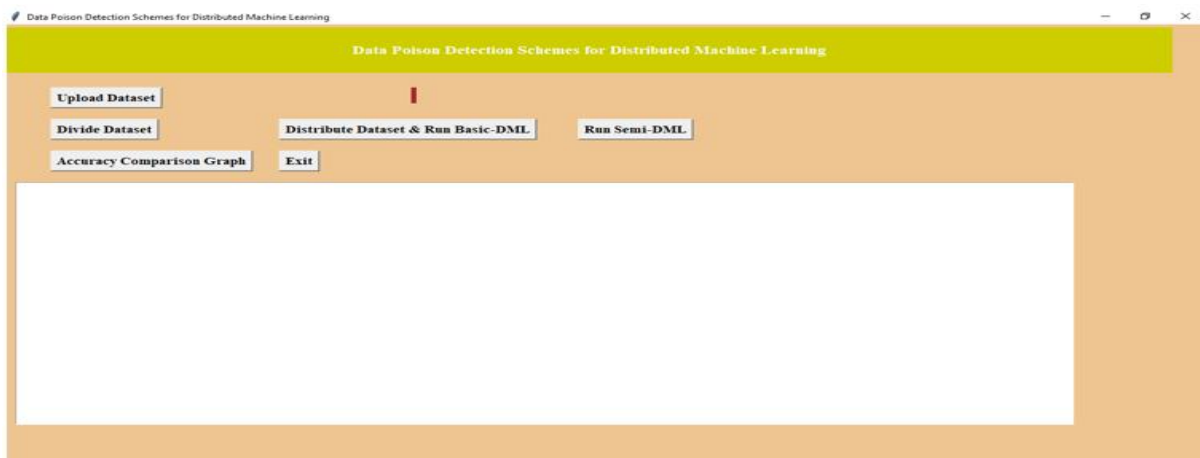 Data Poison Detection Schemes for Distributed Machine Learning
Data Poison Detection Schemes for Distributed Machine Learning
Upload Dataset
Divide Dataset Distribute Dataset & Run Basic-DML Run Semi-DML
Accuracy Comparison Graph Exit